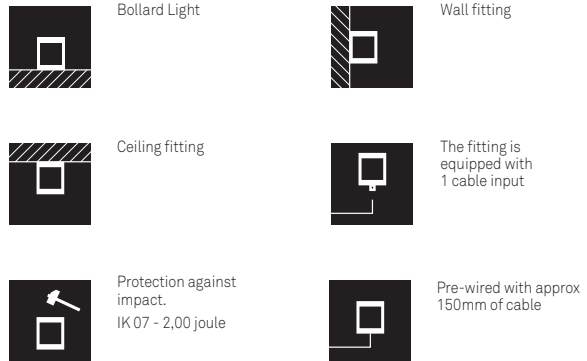 Bollard Light
Wall fitting
Ceiling fitting
The fitting is
equipped with
1 cable input
Protection against
impact.
IK 07 - 2,00 joule
Pre-wired with approx
150mm of cable